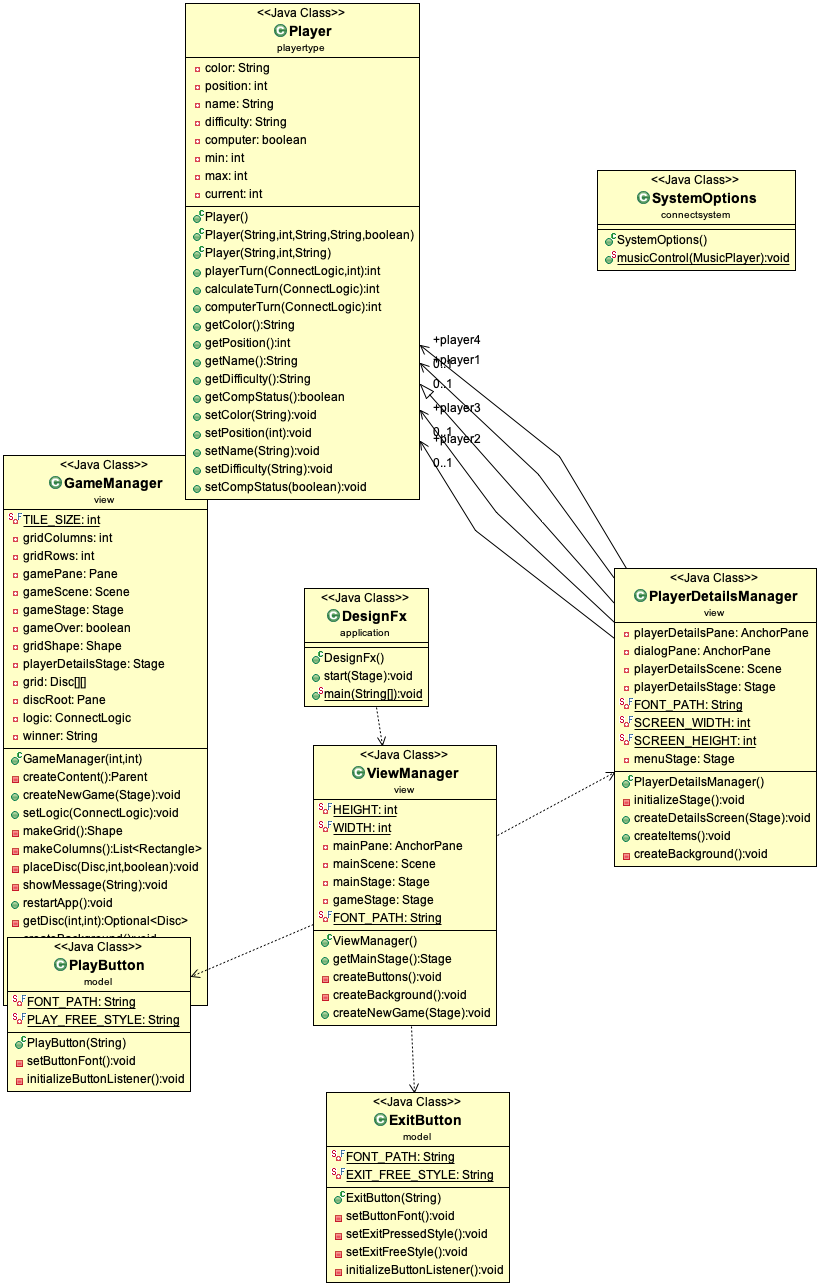 <<Java Class>>
Player
playertype
color: String
position: int
name: String
difficulty: String
computer: boolean
min: int
max: int
current: int
Player()
Player(String,int,String,String,boolean)
Player(String,int,String)
playerTurn(ConnectLogic,int):int
calculateTurn(ConnectLogic):int
computerTurn(ConnectLogic):int
getColor():String
getPosition():int
getName():String
getDifficulty():String
getCompStatus():boolean
setColor(String):void
setPosition(int):void
setName(String):void
setDifficulty(String):void
setCompStatus(boolean):void
<<Java Class>>
SystemOptions
connectsystem
SystemOptions()
musicControl(MusicPlayer):void
+player4
0..1
+player1
0..1
+player3
0..1
+player2
0..1
<<Java Class>>
GameManager
view
TILE_SIZE: int
gridColumns: int
gridRows: int
gamePane: Pane
gameScene: Scene
gameStage: Stage
gameOver: boolean
gridShape: Shape
playerDetailsStage: Stage
grid: Disc[][]
discRoot: Pane
logic: ConnectLogic
winner: String
GameManager(int,int)
createContent():Parent
createNewGame(Stage):void
setLogic(ConnectLogic):void
makeGrid():Shape
makeColumns():List<Rectangle>
placeDisc(Disc,int,boolean):void
showMessage(String):void
restartApp():void
getDisc(int,int):Optional<Disc>
createBackground():void
<<Java Class>>
DesignFx
application
DesignFx()
start(Stage):void
main(String[]):void
<<Java Class>>
PlayerDetailsManager
view
playerDetailsPane: AnchorPane
dialogPane: AnchorPane
playerDetailsScene: Scene
playerDetailsStage: Stage
FONT_PATH: String
SCREEN_WIDTH: int
SCREEN_HEIGHT: int
menuStage: Stage
PlayerDetailsManager()
initializeStage():void
createDetailsScreen(Stage):void
createItems():void
createBackground():void
<<Java Class>>
ViewManager
view
HEIGHT: int
WIDTH: int
mainPane: AnchorPane
mainScene: Scene
mainStage: Stage
gameStage: Stage
FONT_PATH: String
ViewManager()
getMainStage():Stage
createButtons():void
createBackground():void
createNewGame(Stage):void
<<Java Class>>
PlayButton
model
FONT_PATH: String
PLAY_FREE_STYLE: String
PlayButton(String)
setButtonFont():void
initializeButtonListener():void
<<Java Class>>
ExitButton
model
FONT_PATH: String
EXIT_FREE_STYLE: String
ExitButton(String)
setButtonFont():void
setExitPressedStyle():void
setExitFreeStyle():void
initializeButtonListener():void